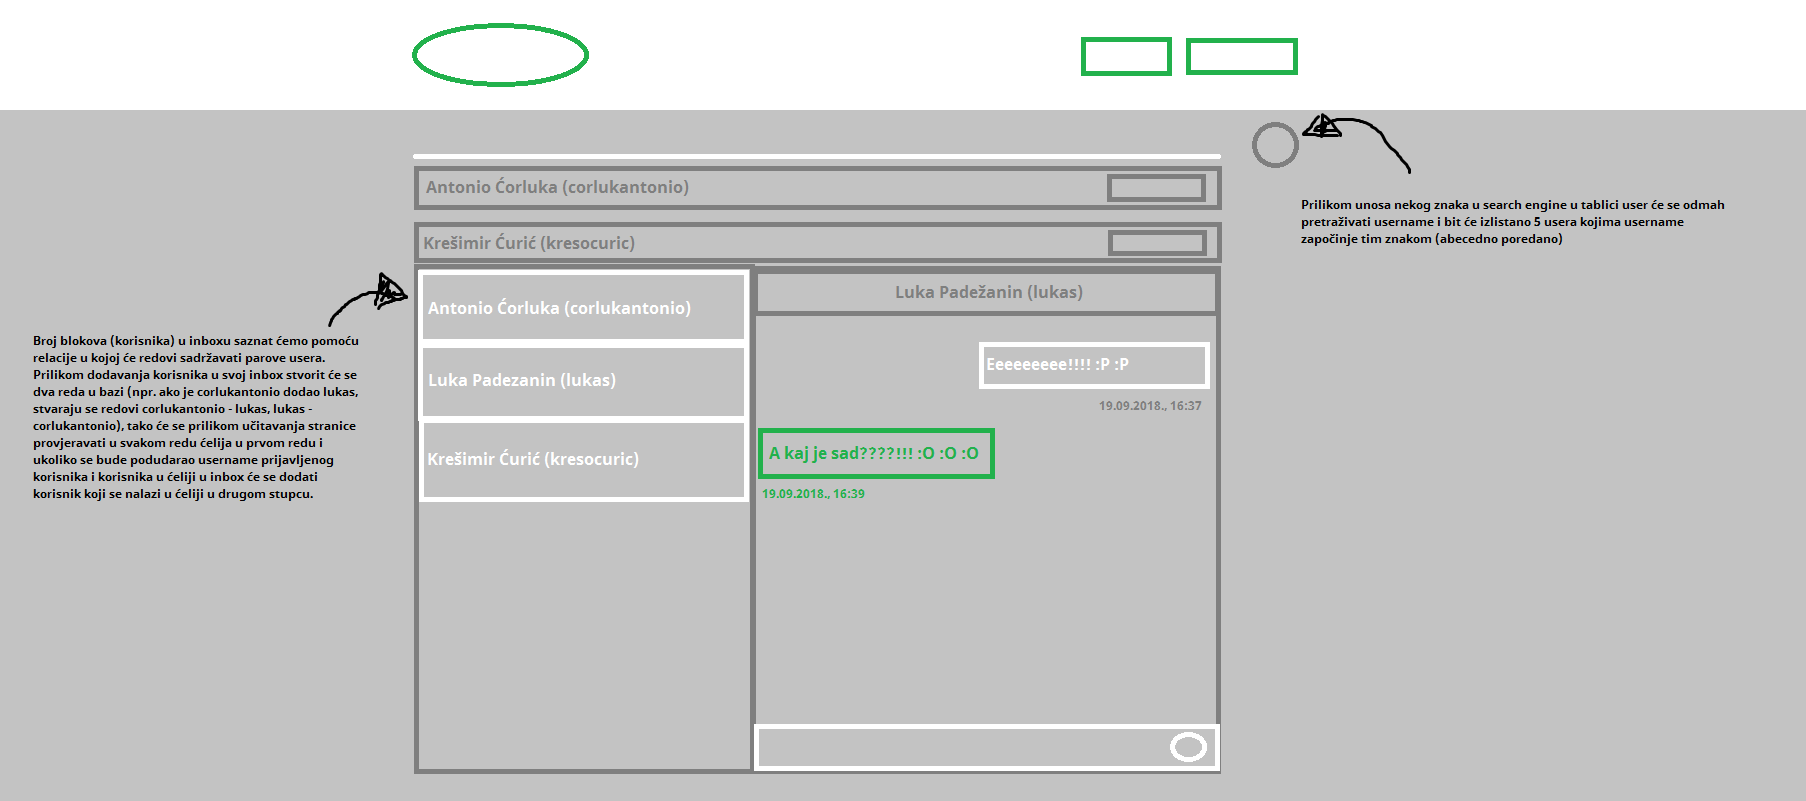 Antonio Ćorluka (corlukantonio)
Krešimir Ćurić (kresocuric)
Prilikom unosa nekog znaka u search engine u tablici user će se odmah
pretraživati username i bit će izlistano 5 usera kojima username
započinje tim znakom (abecedno poredano)
Broj blokova (korisnika) u inboxu saznat ćemo pomoću
relacije u kojoj će redovi sadržavati parove usera.
Prilikom dodavanja korisnika u svoj inbox stvorit će se
dva reda u bazi (npr. ako je corlukantonio dodao lukas,
stvaraju se redovi corlukantonio - lukas, lukas -
corlukantonio), tako će se prilikom učitavanja stranice
provjeravati u svakom redu ćelija u prvom redu i
ukoliko se bude podudarao username prijavljenog
korisnika i korisnika u ćeliji u inbox će se dodati
korisnik koji se nalazi u ćeliji u drugom stupcu.
Antonio Ćorluka (corlukantonio)
Luka Padezanin (lukas)
Krešimir Ćurić (kresocuric)
Luka Padežanin (lukas)
Eeeeeeeee!!!! :P :P
19.09.2018., 16:37
A kaj je sad????!!! :O :O :O
19.09.2018., 16:39